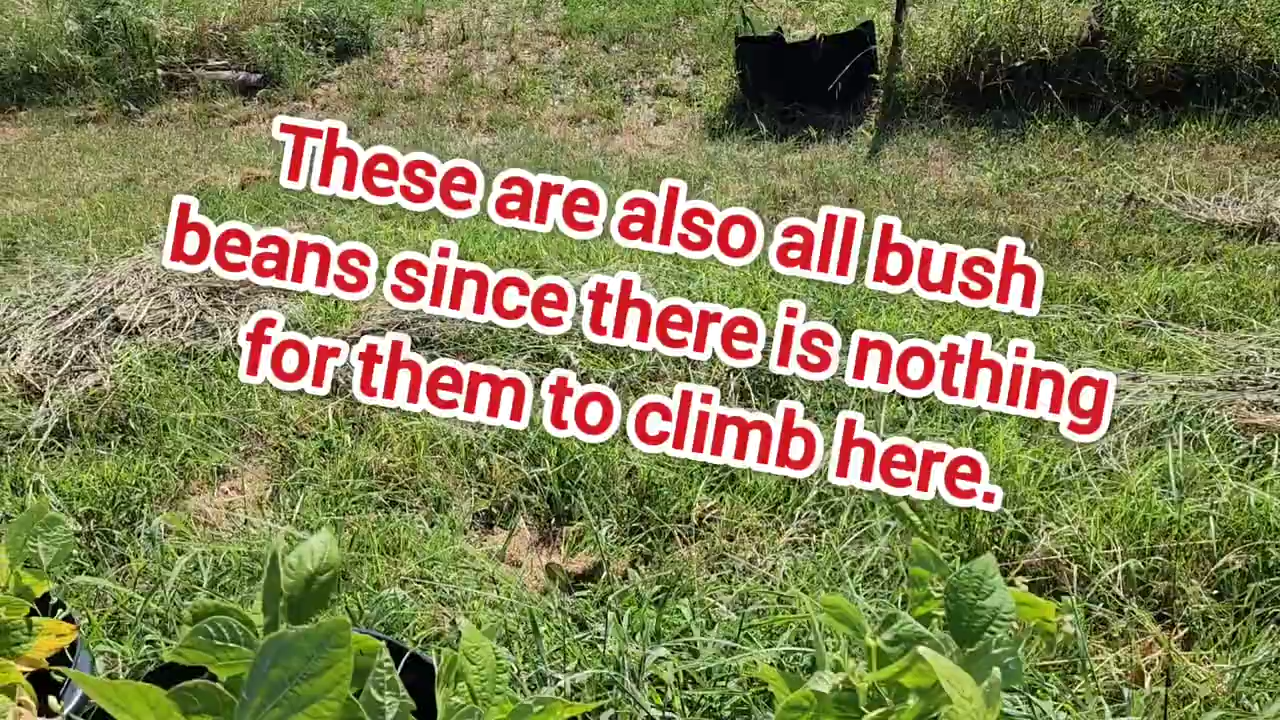 These are also all bush
beans since there is nothing
for them to climb here.